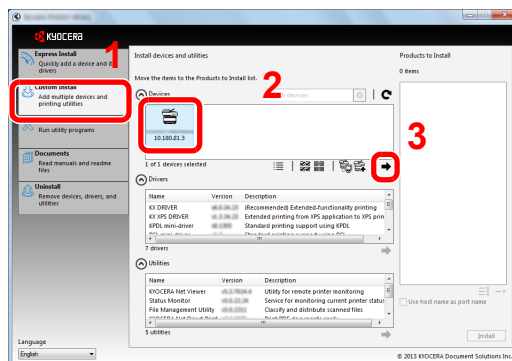 KYOCERA
Express Install
Quickly add a device and its
drivers
Custom Install
Add multiple devices and
printing utilities
Run utility programs
Documents
Read manuals and readme
files
Uninstall
Remove devices, drivers, and
utilities
Language
English
1
Install devices and utilities
Move the items to the Products to Install list.
2
Devices
devices
10.180.81.3
3
1 of 1 devices selected
Drivers
Name Version Description
KX DRIVER (Recommended) Extended-functionality printing
KX XPS DRIVER Extended printing from XPS application to XPS prin
KPDL mini-driver Standard printing support using KPDL
7 drivers
Utilities
Name Version Description
KYOCERA Net Viewer Utility for remote printer monitoring
Status Monitor Service for monitoring current printer status
File Management Utility Classify and distribute scanned files
5 utilities
Products to Install
0 items
Use host name as port name
Install
© 2013 KYOCERA Document Solutions Inc.